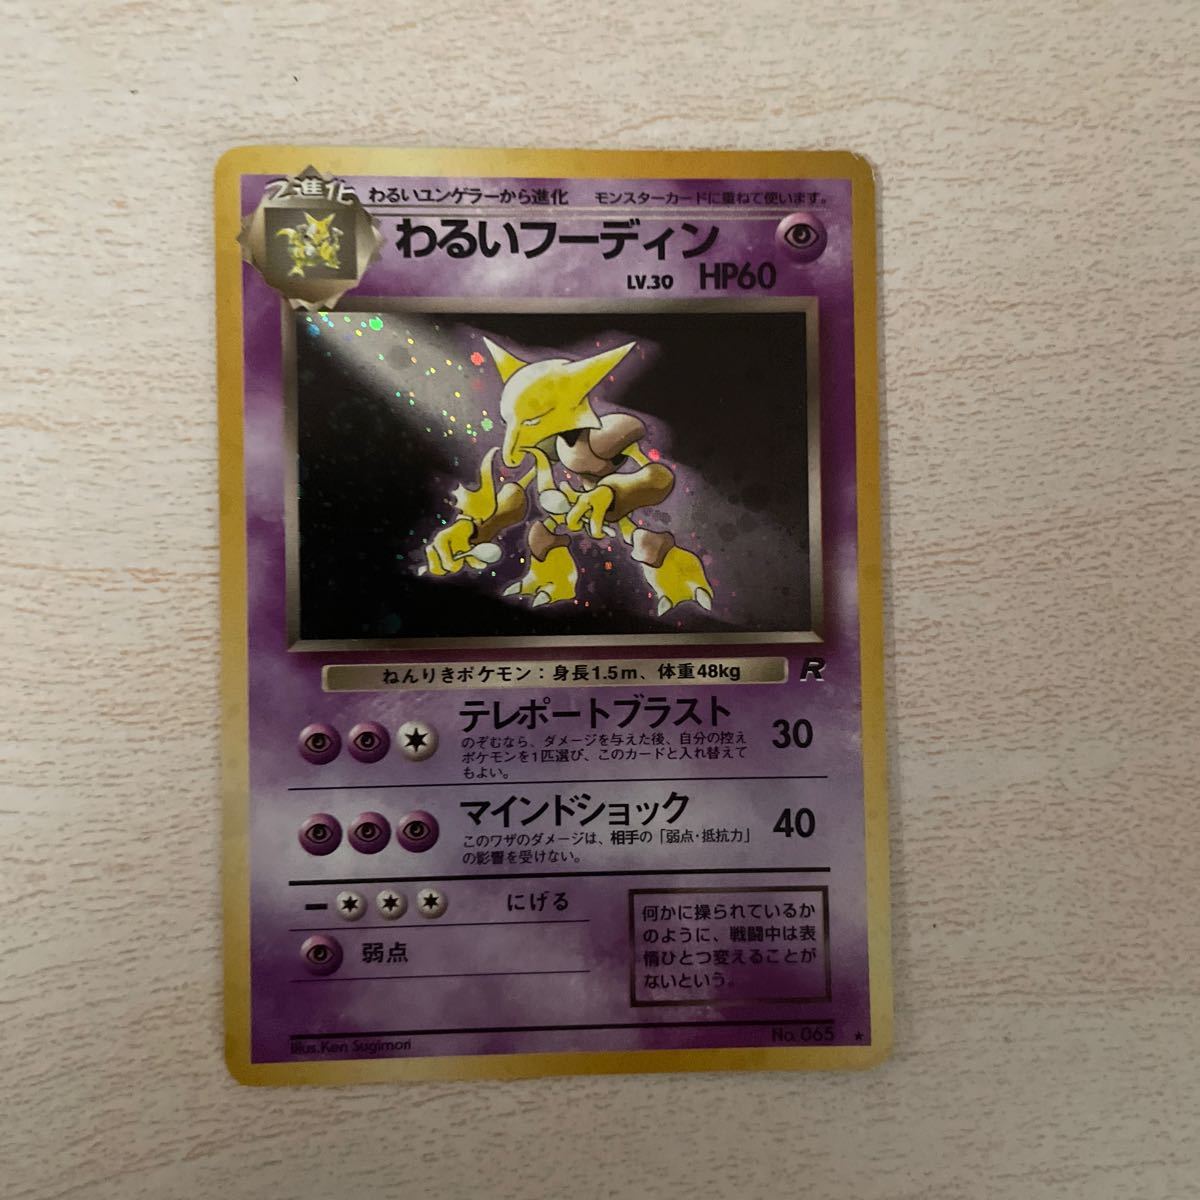 2進化 わるいユンゲラーから進化 モンスターカードに重ねて使います。
わるいフーディン
LV.30 HP60
ねんりきポケモン：身長1.5m、体重48kg R
テレポートブラスト 30
のぞむなら、ダメージを与えた後、自分の控え
ポケモンを1匹選び、このカードと入れ替えて
もよい。
マインドショック 40
このワザのダメージは、相手の「弱点・抵抗力」
の影響を受けない。
にげる
弱点
何かに操られているか
のように、戦闘中は表
情ひとつ変えることが
ないという。
Illus.Ken Sugimori No.065 ★